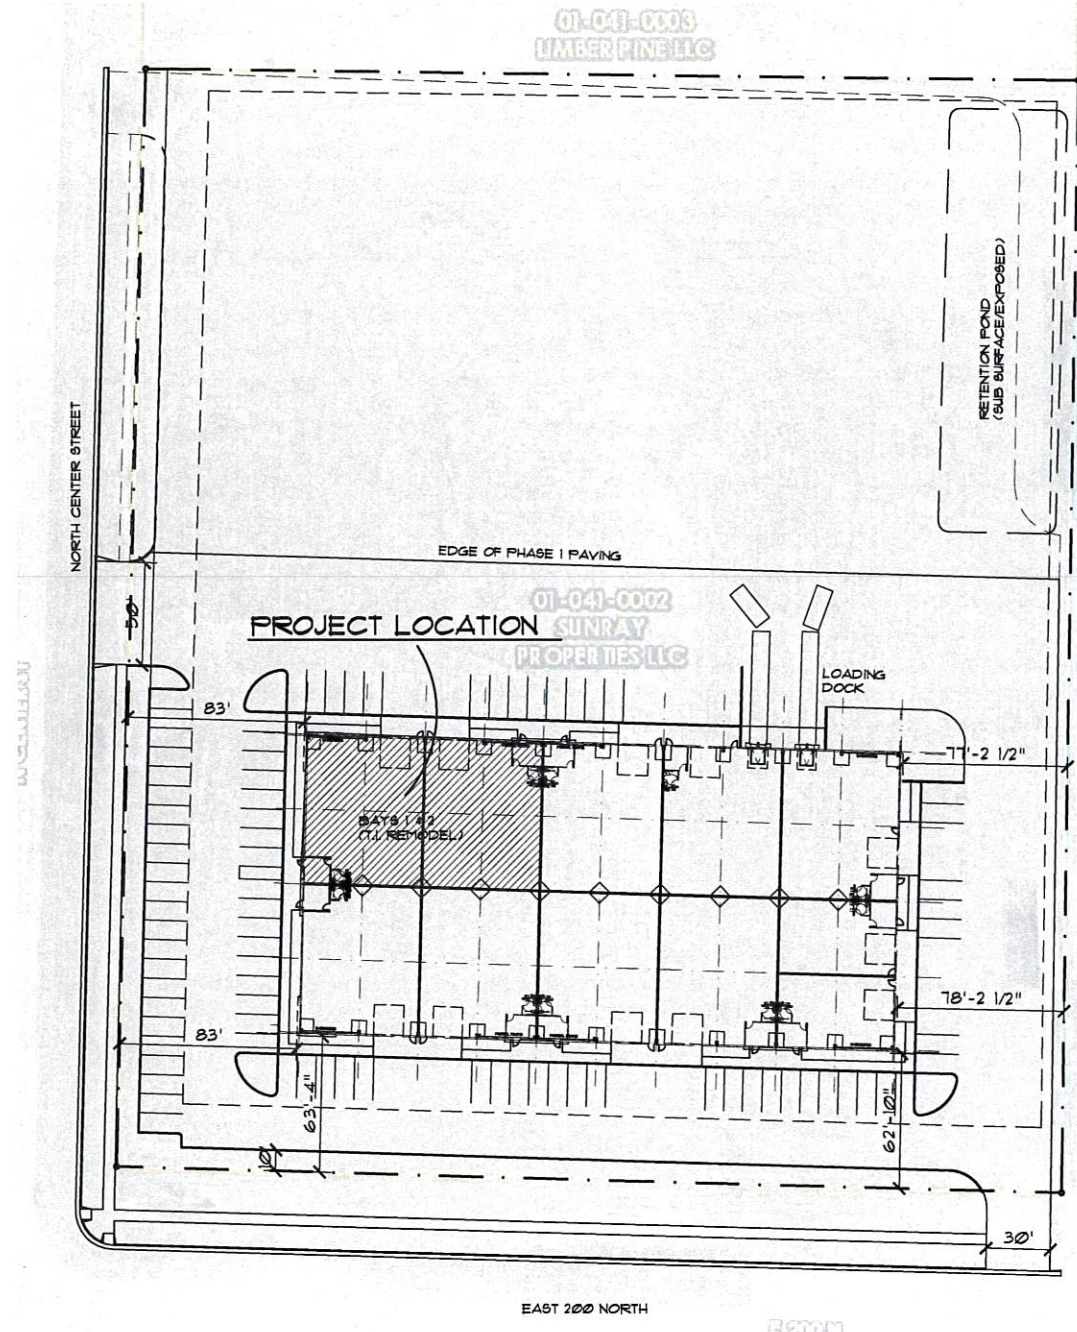 01-041-0003
LIMBER PINE LLC
RETENTION POND
(SUB SURFACE/EXPOSED)
NORTH CENTER STREET
EDGE OF PHASE 1 PAVING
01-041-0002
SUNRAY
PROPERTIES LLC
50'
PROJECT LOCATION
LOADING
DOCK
83'
77'-2 1/2"
BAYS 1 & 2
(T.I. REMODEL)
78'-2 1/2"
83'
63'-4"
62'-10"
10'
30'
EAST 200 NORTH